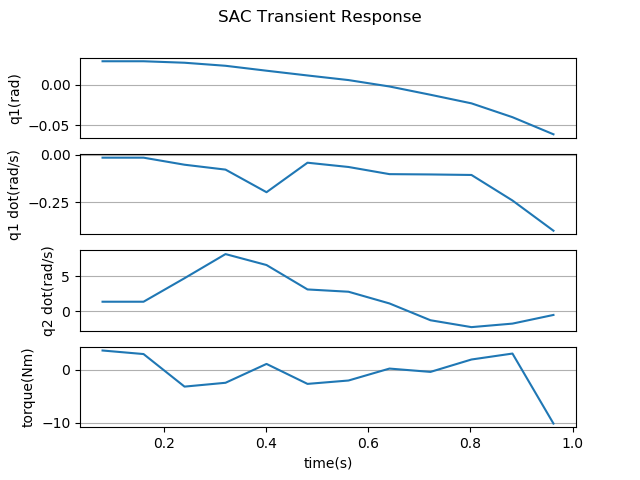 SAC Transient Response
q1(rad)
0.00
−0.05
q1 dot(rad/s)
0.00
−0.25
q2 dot(rad/s)
5
0
torque(Nm)
0
−10
0.2 0.4 0.6 0.8 1.0
time(s)